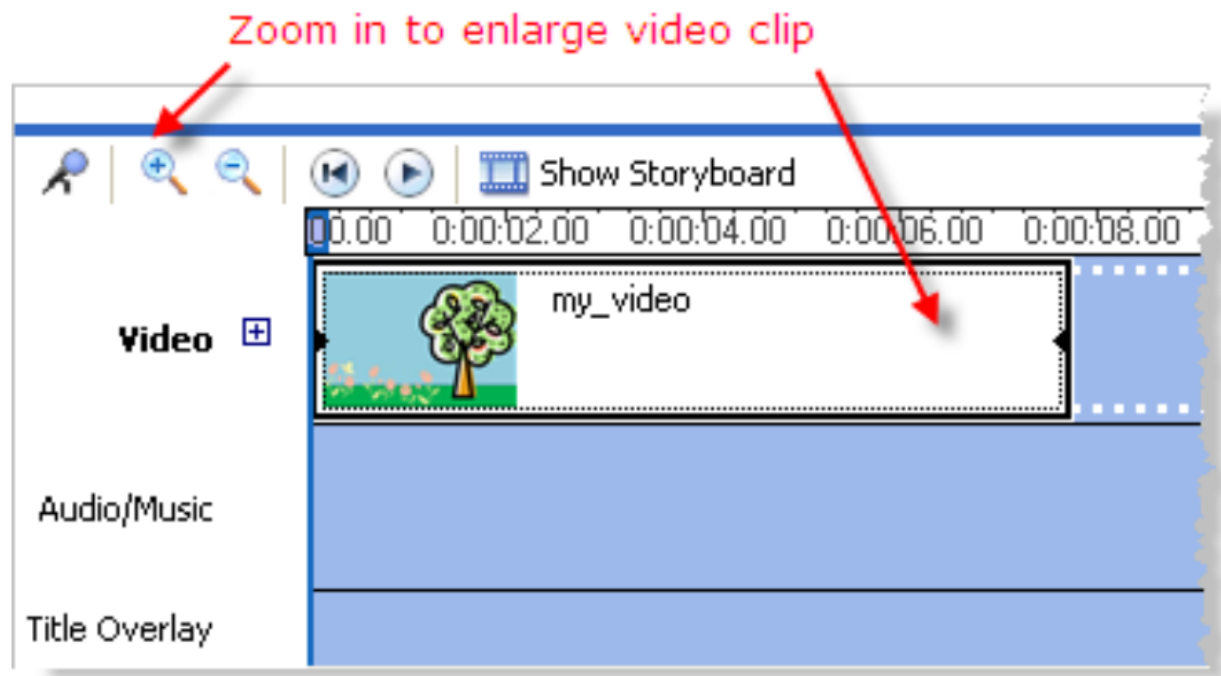 Zoom in to enlarge video clip
Show Storyboard
00.00 0:00:02.00 0:00:04.00 0:00:06.00 0:00:08.00
my_video
Video
Audio/Music
Title Overlay